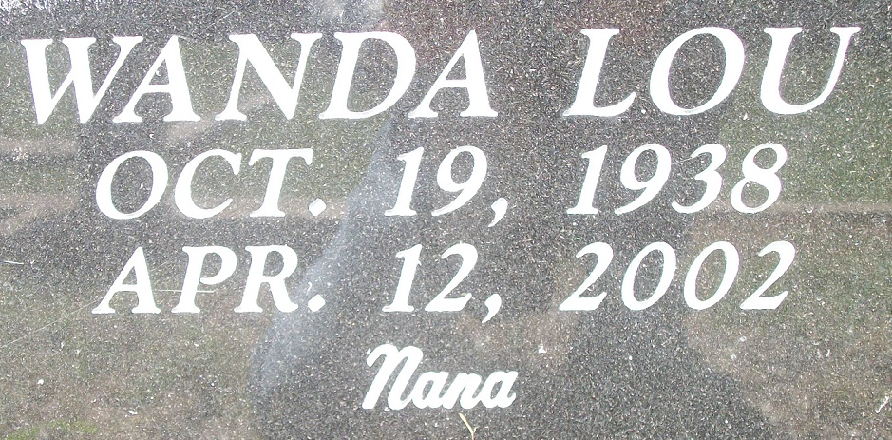 WANDA LOU
OCT. 19, 1938
APR. 12, 2002
Nana